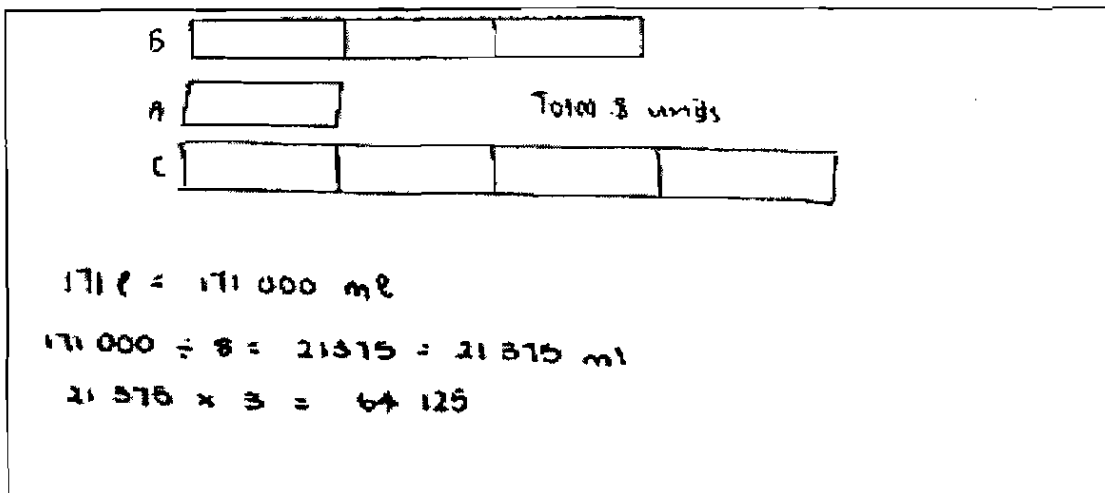 B
A
Total 8 units
C
171 ℓ = 171 000 mℓ
171 000 ÷ 8 = 21375 = 21 375 ml
21 375 × 3 = 64 125